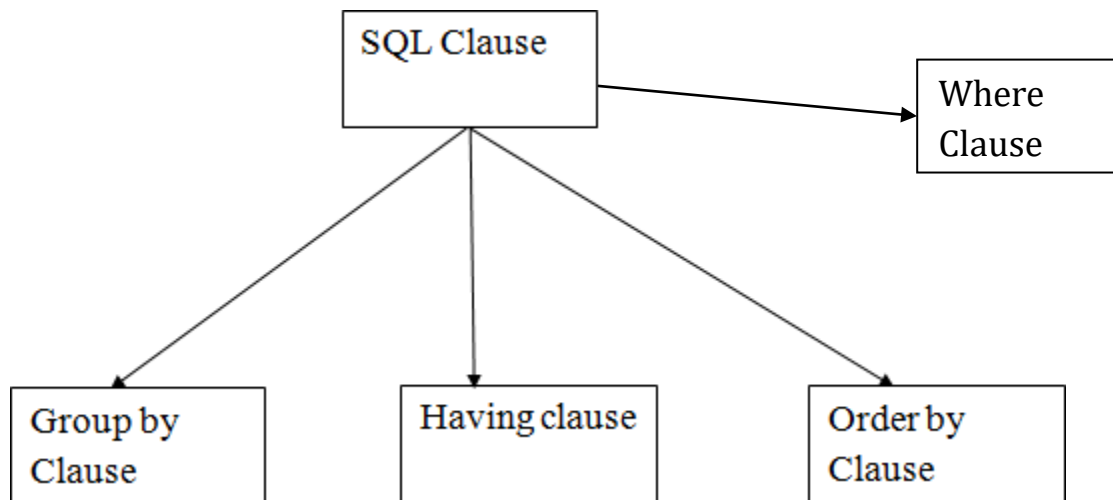 SQL Clause
Where
Clause
Group by
Clause
Having clause
Order by
Clause